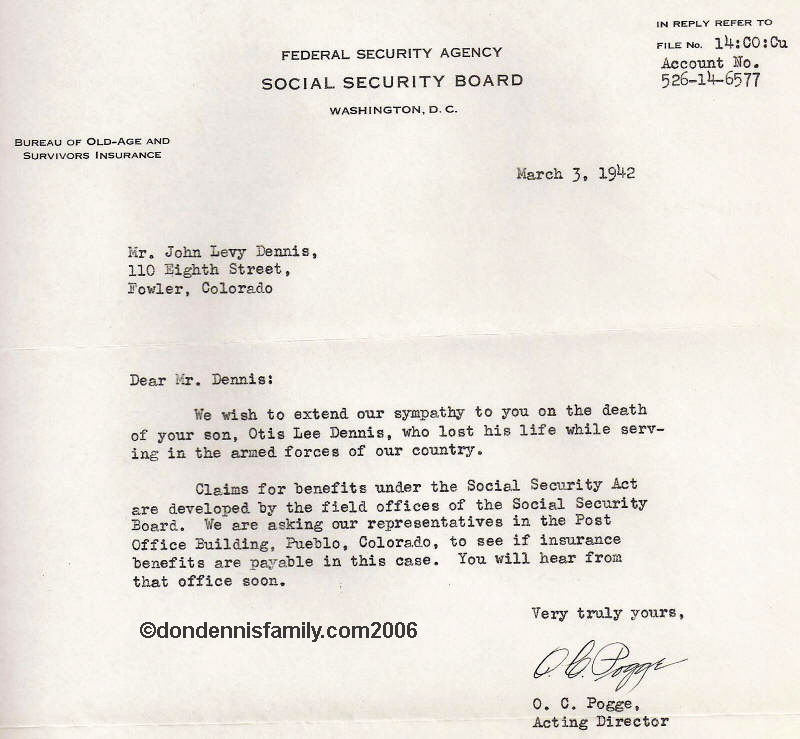 IN REPLY REFER TO
FILE No. 14:CO:Cu
Account No.
526-14-6577
FEDERAL SECURITY AGENCY
SOCIAL SECURITY BOARD
WASHINGTON, D. C.
BUREAU OF OLD-AGE AND
SURVIVORS INSURANCE
March 3, 1942
Mr. John Levy Dennis,
110 Eighth Street,
Fowler, Colorado
Dear Mr. Dennis:
We wish to extend our sympathy to you on the death
of your son, Otis Lee Dennis, who lost his life while serv-
ing in the armed forces of our country.
Claims for benefits under the Social Security Act
are developed by the field offices of the Social Security
Board. We are asking our representatives in the Post
Office Building, Pueblo, Colorado, to see if insurance
benefits are payable in this case. You will hear from
that office soon.
Very truly yours,
©dondennisfamily.com2006
O. C. Pogge
O. C. Pogge,
Acting Director